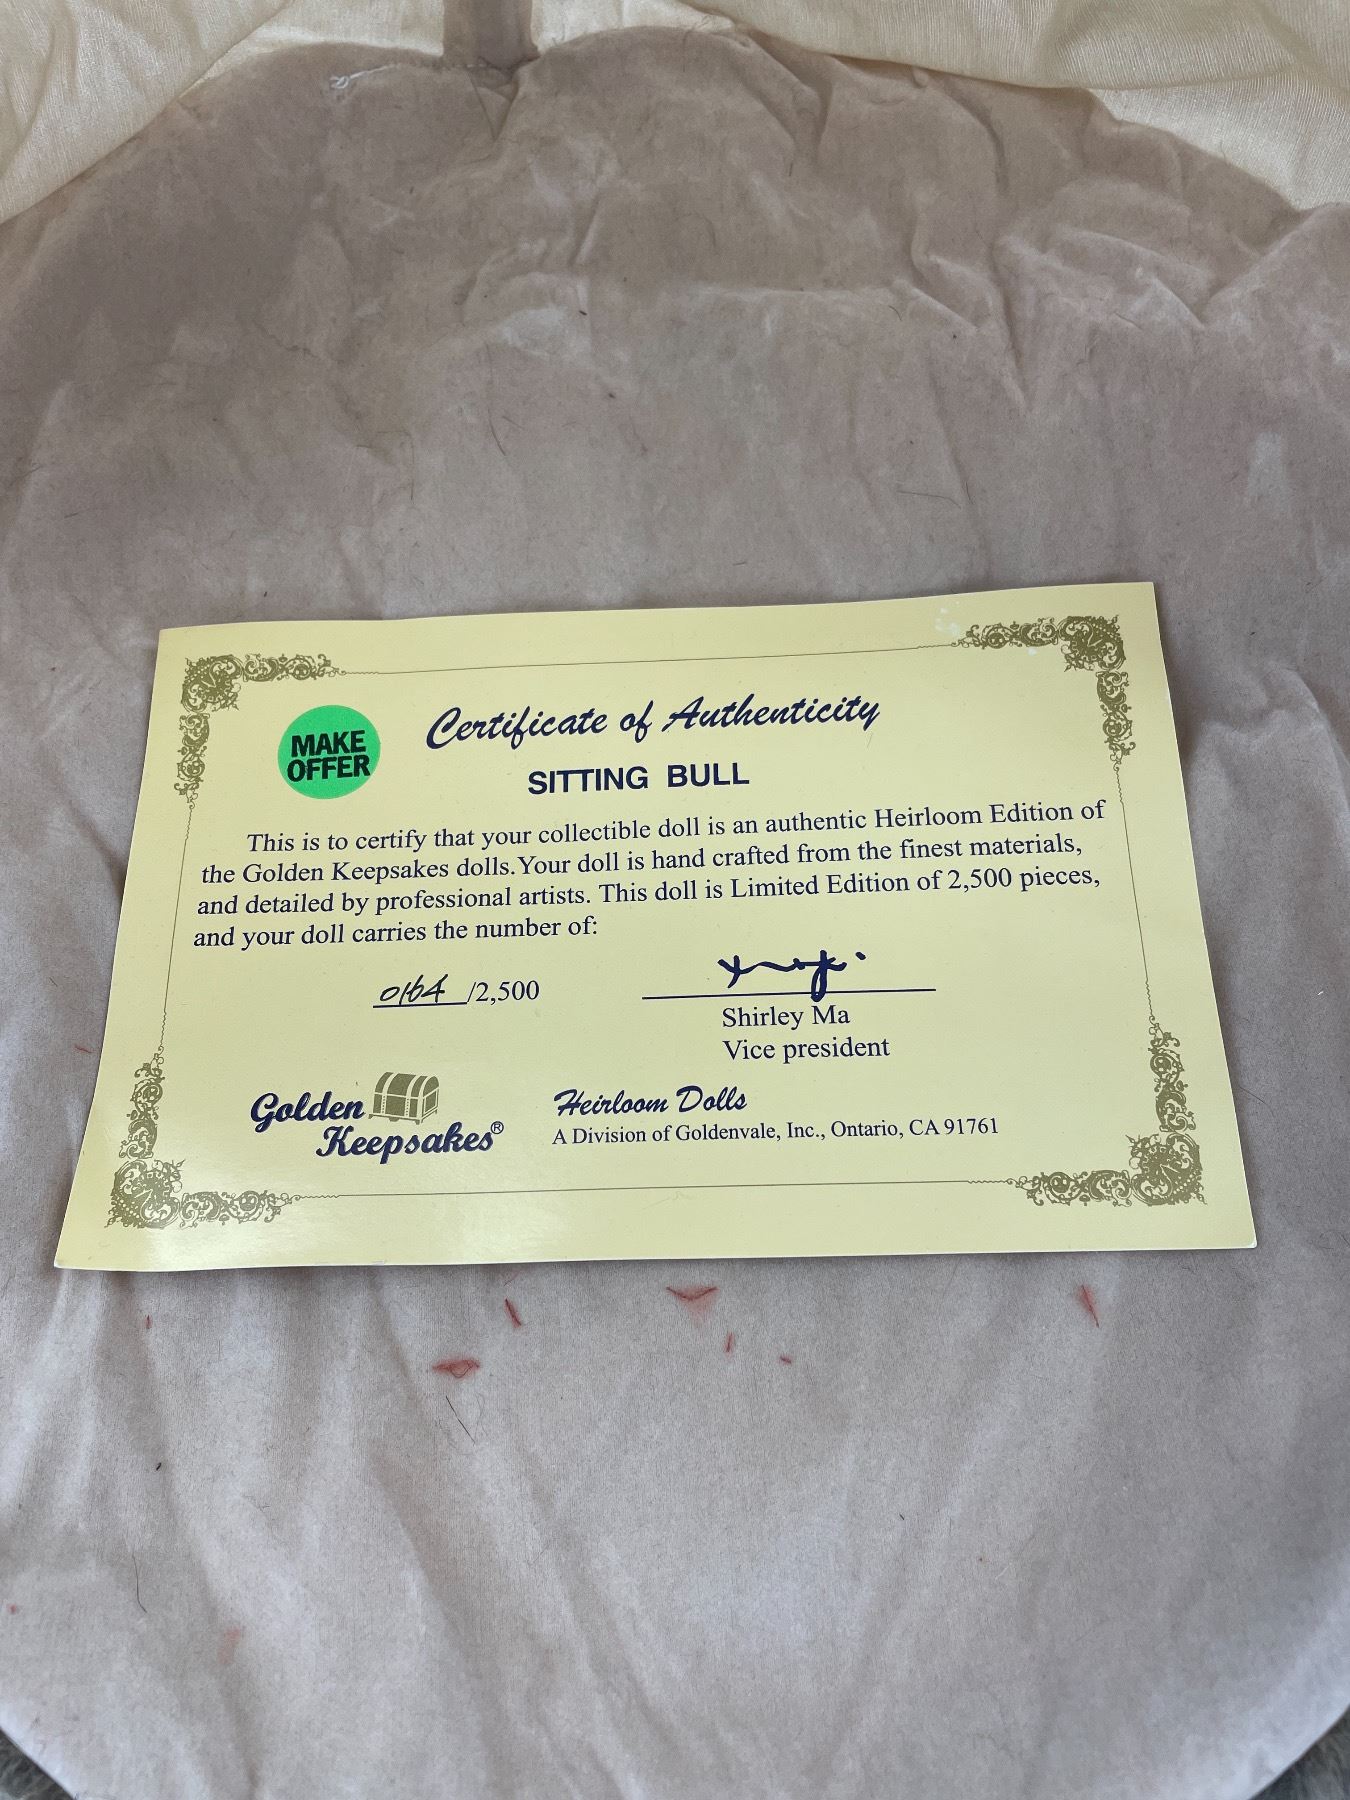 Certificate of Authenticity
MAKE
OFFER
SITTING BULL
This is to certify that your collectible doll is an authentic Heirloom Edition of
the Golden Keepsakes dolls.Your doll is hand crafted from the finest materials,
and detailed by professional artists. This doll is Limited Edition of 2,500 pieces,
and your doll carries the number of:
0164 /2,500
Shirley Ma
Vice president
Golden
Keepsakes®
Heirloom Dolls
A Division of Goldenvale, Inc., Ontario, CA 91761